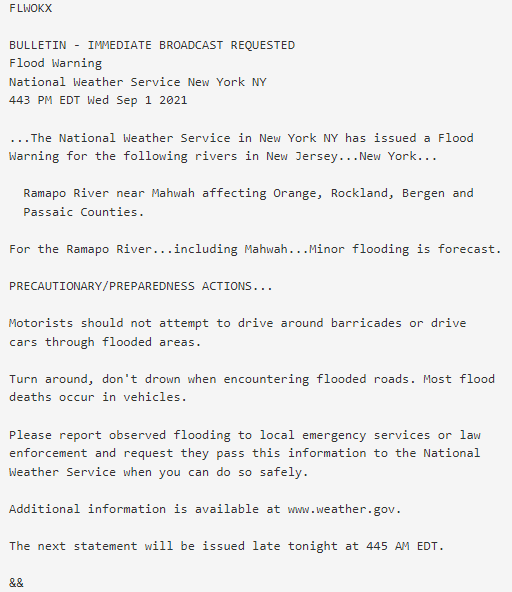 FLWOKX
BULLETIN - IMMEDIATE BROADCAST REQUESTED
Flood Warning
National Weather Service New York NY
443 PM EDT Wed Sep 1 2021
...The National Weather Service in New York NY has issued a Flood
Warning for the following rivers in New Jersey...New York...
Ramapo River near Mahwah affecting Orange, Rockland, Bergen and
Passaic Counties.
For the Ramapo River...including Mahwah...Minor flooding is forecast.
PRECAUTIONARY/PREPAREDNESS ACTIONS...
Motorists should not attempt to drive around barricades or drive
cars through flooded areas.
Turn around, don't drown when encountering flooded roads. Most flood
deaths occur in vehicles.
Please report observed flooding to local emergency services or law
enforcement and request they pass this information to the National
Weather Service when you can do so safely.
Additional information is available at www.weather.gov.
The next statement will be issued late tonight at 445 AM EDT.
&&